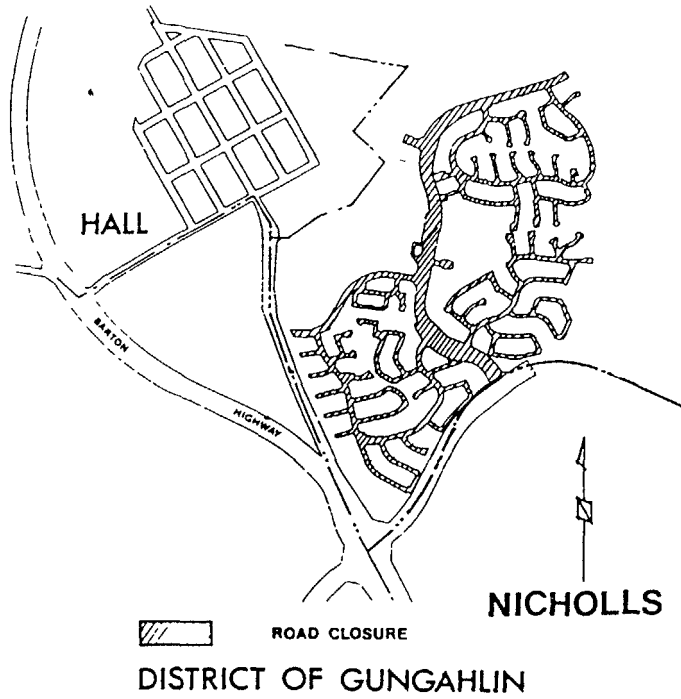 HALL
BARTON
HIGHWAY
NICHOLLS
ROAD CLOSURE
DISTRICT OF GUNGAHLIN